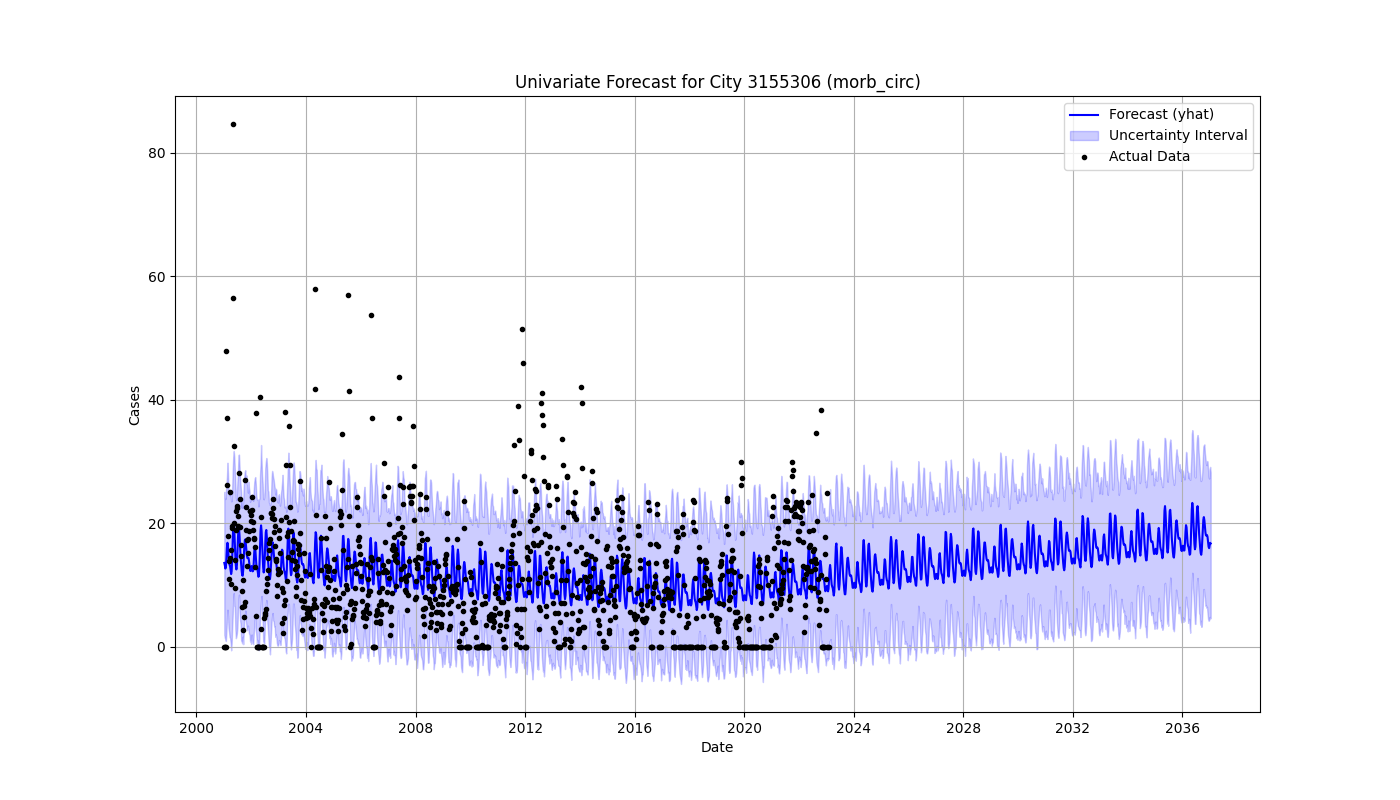 Univariate Forecast for City 3155306 (morb_circ)
Forecast (yhat)
Uncertainty Interval
Actual Data
Cases
80
60
40
20
0
2000 2004 2008 2012 2016 2020 2024 2028 2032 2036
Date